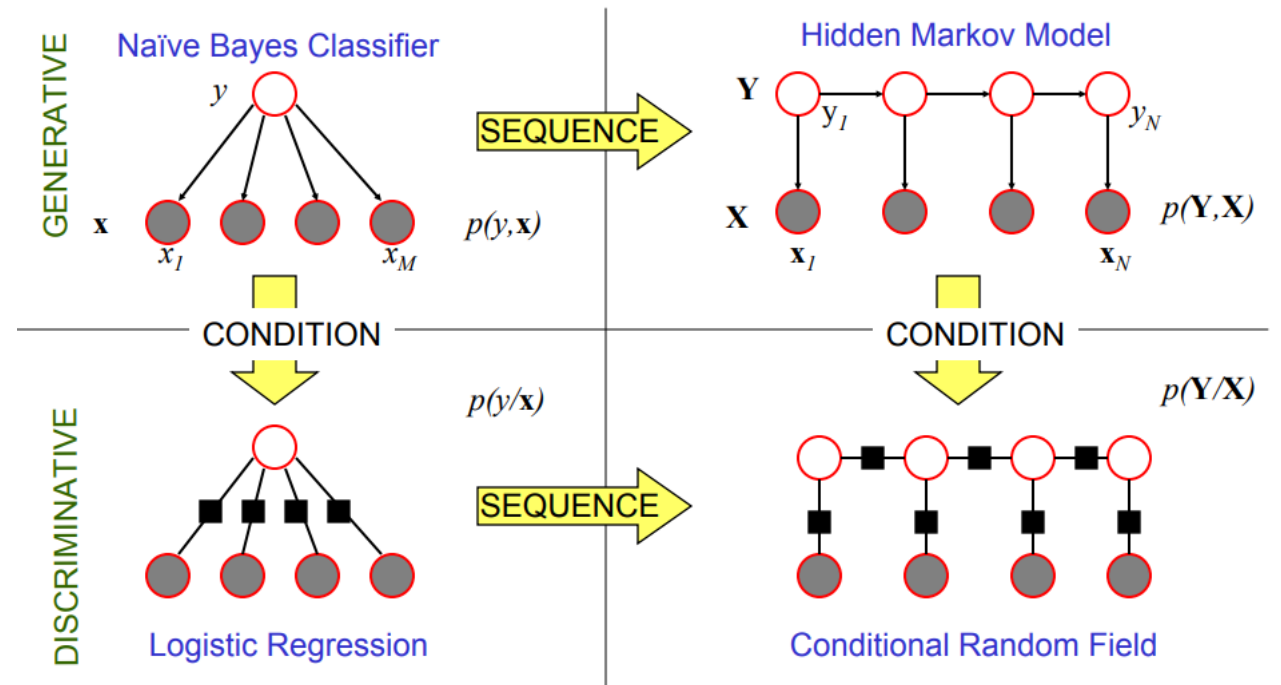 GENERATIVE
Naïve Bayes Classifier
y
x
x1
xM
p(y,x)
SEQUENCE
Hidden Markov Model
Y
y1
yN
X
x1
xN
p(Y,X)
CONDITION
CONDITION
DISCRIMINATIVE
p(y/x)
SEQUENCE
p(Y/X)
Logistic Regression
Conditional Random Field